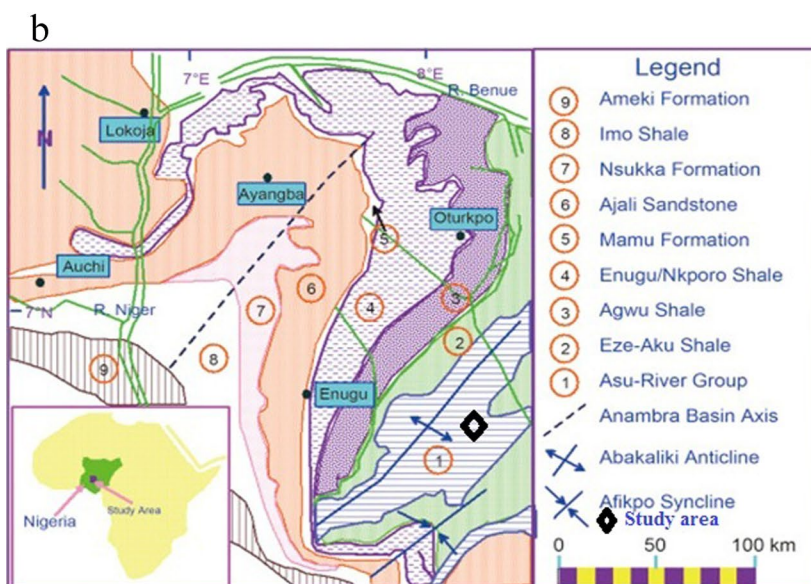 b
7°E
8°E
R. Benue
Lokoja
N
Ayangba
Oturkpo
5
Auchi
6
7°N
R. Niger
7
4
3
2
8
9
Enugu
1
Nigeria
Study Area
Legend
9 Ameki Formation
8 Imo Shale
7 Nsukka Formation
6 Ajali Sandstone
5 Mamu Formation
4 Enugu/Nkporo Shale
3 Agwu Shale
2 Eze-Aku Shale
1 Asu-River Group
Anambra Basin Axis
Abakaliki Anticline
Afikpo Syncline
Study area
0 50 100 km